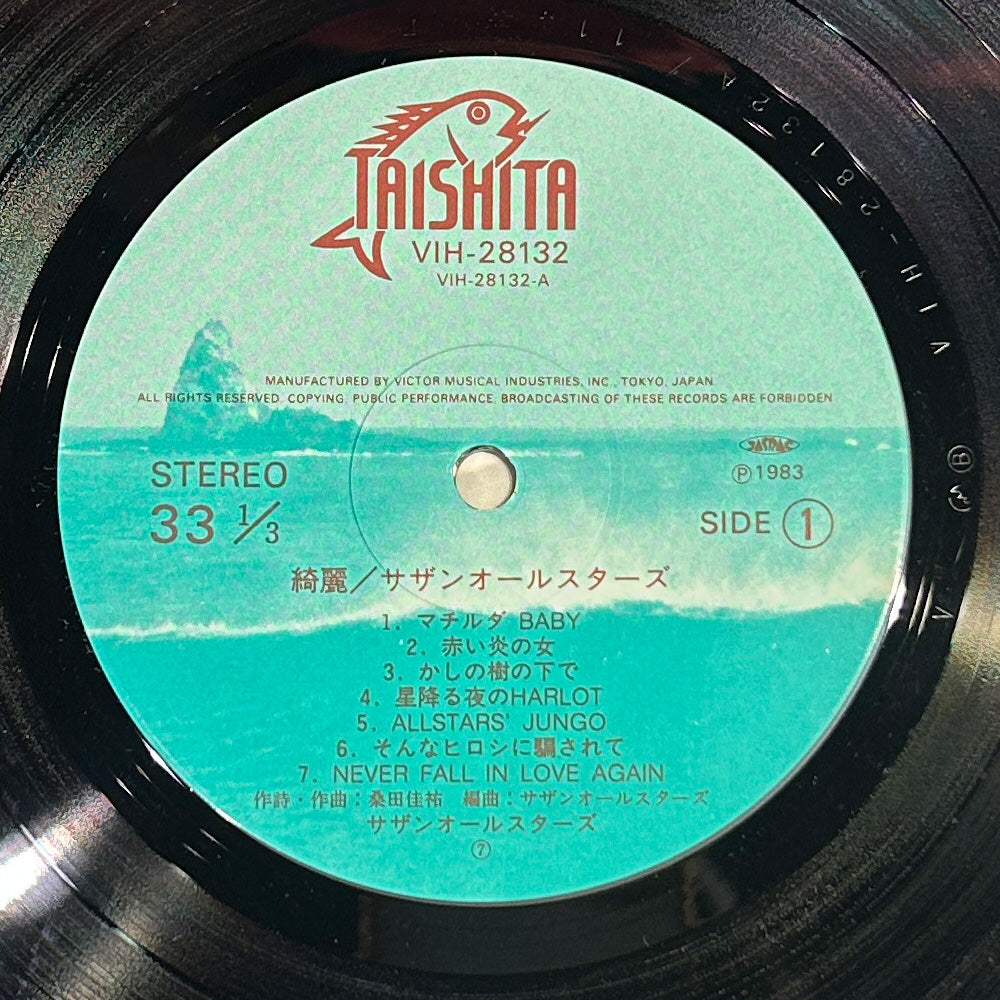 TAISHITA
VIH-28132
VIH-28132-A
MANUFACTURED BY VICTOR MUSICAL INDUSTRIES, INC., TOKYO, JAPAN.
ALL RIGHTS RESERVED. COPYING, PUBLIC PERFORMANCE, BROADCASTING OF THESE RECORDS ARE FORBIDDEN
STEREO
33 1/3
JASRAC
Ⓟ1983
SIDE ①
綺麗/サザンオールスターズ
1. マチルダ BABY
2. 赤い炎の女
3. かしの樹の下で
4. 星降る夜のHARLOT
5. ALLSTARS' JUNGO
6. そんなヒロシに騙されて
7. NEVER FALL IN LOVE AGAIN
作詩・作曲:桑田佳祐 編曲:サザンオールスターズ
サザンオールスターズ
⑦
VIH-28132A